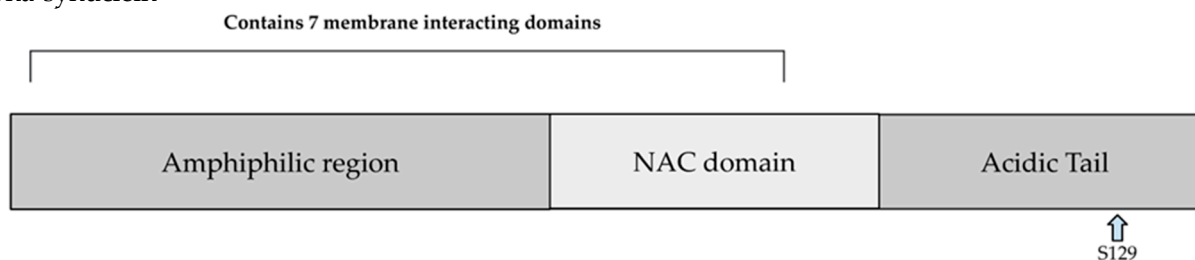 Contains 7 membrane interacting domains
Amphiphilic region
NAC domain
Acidic Tail
S129